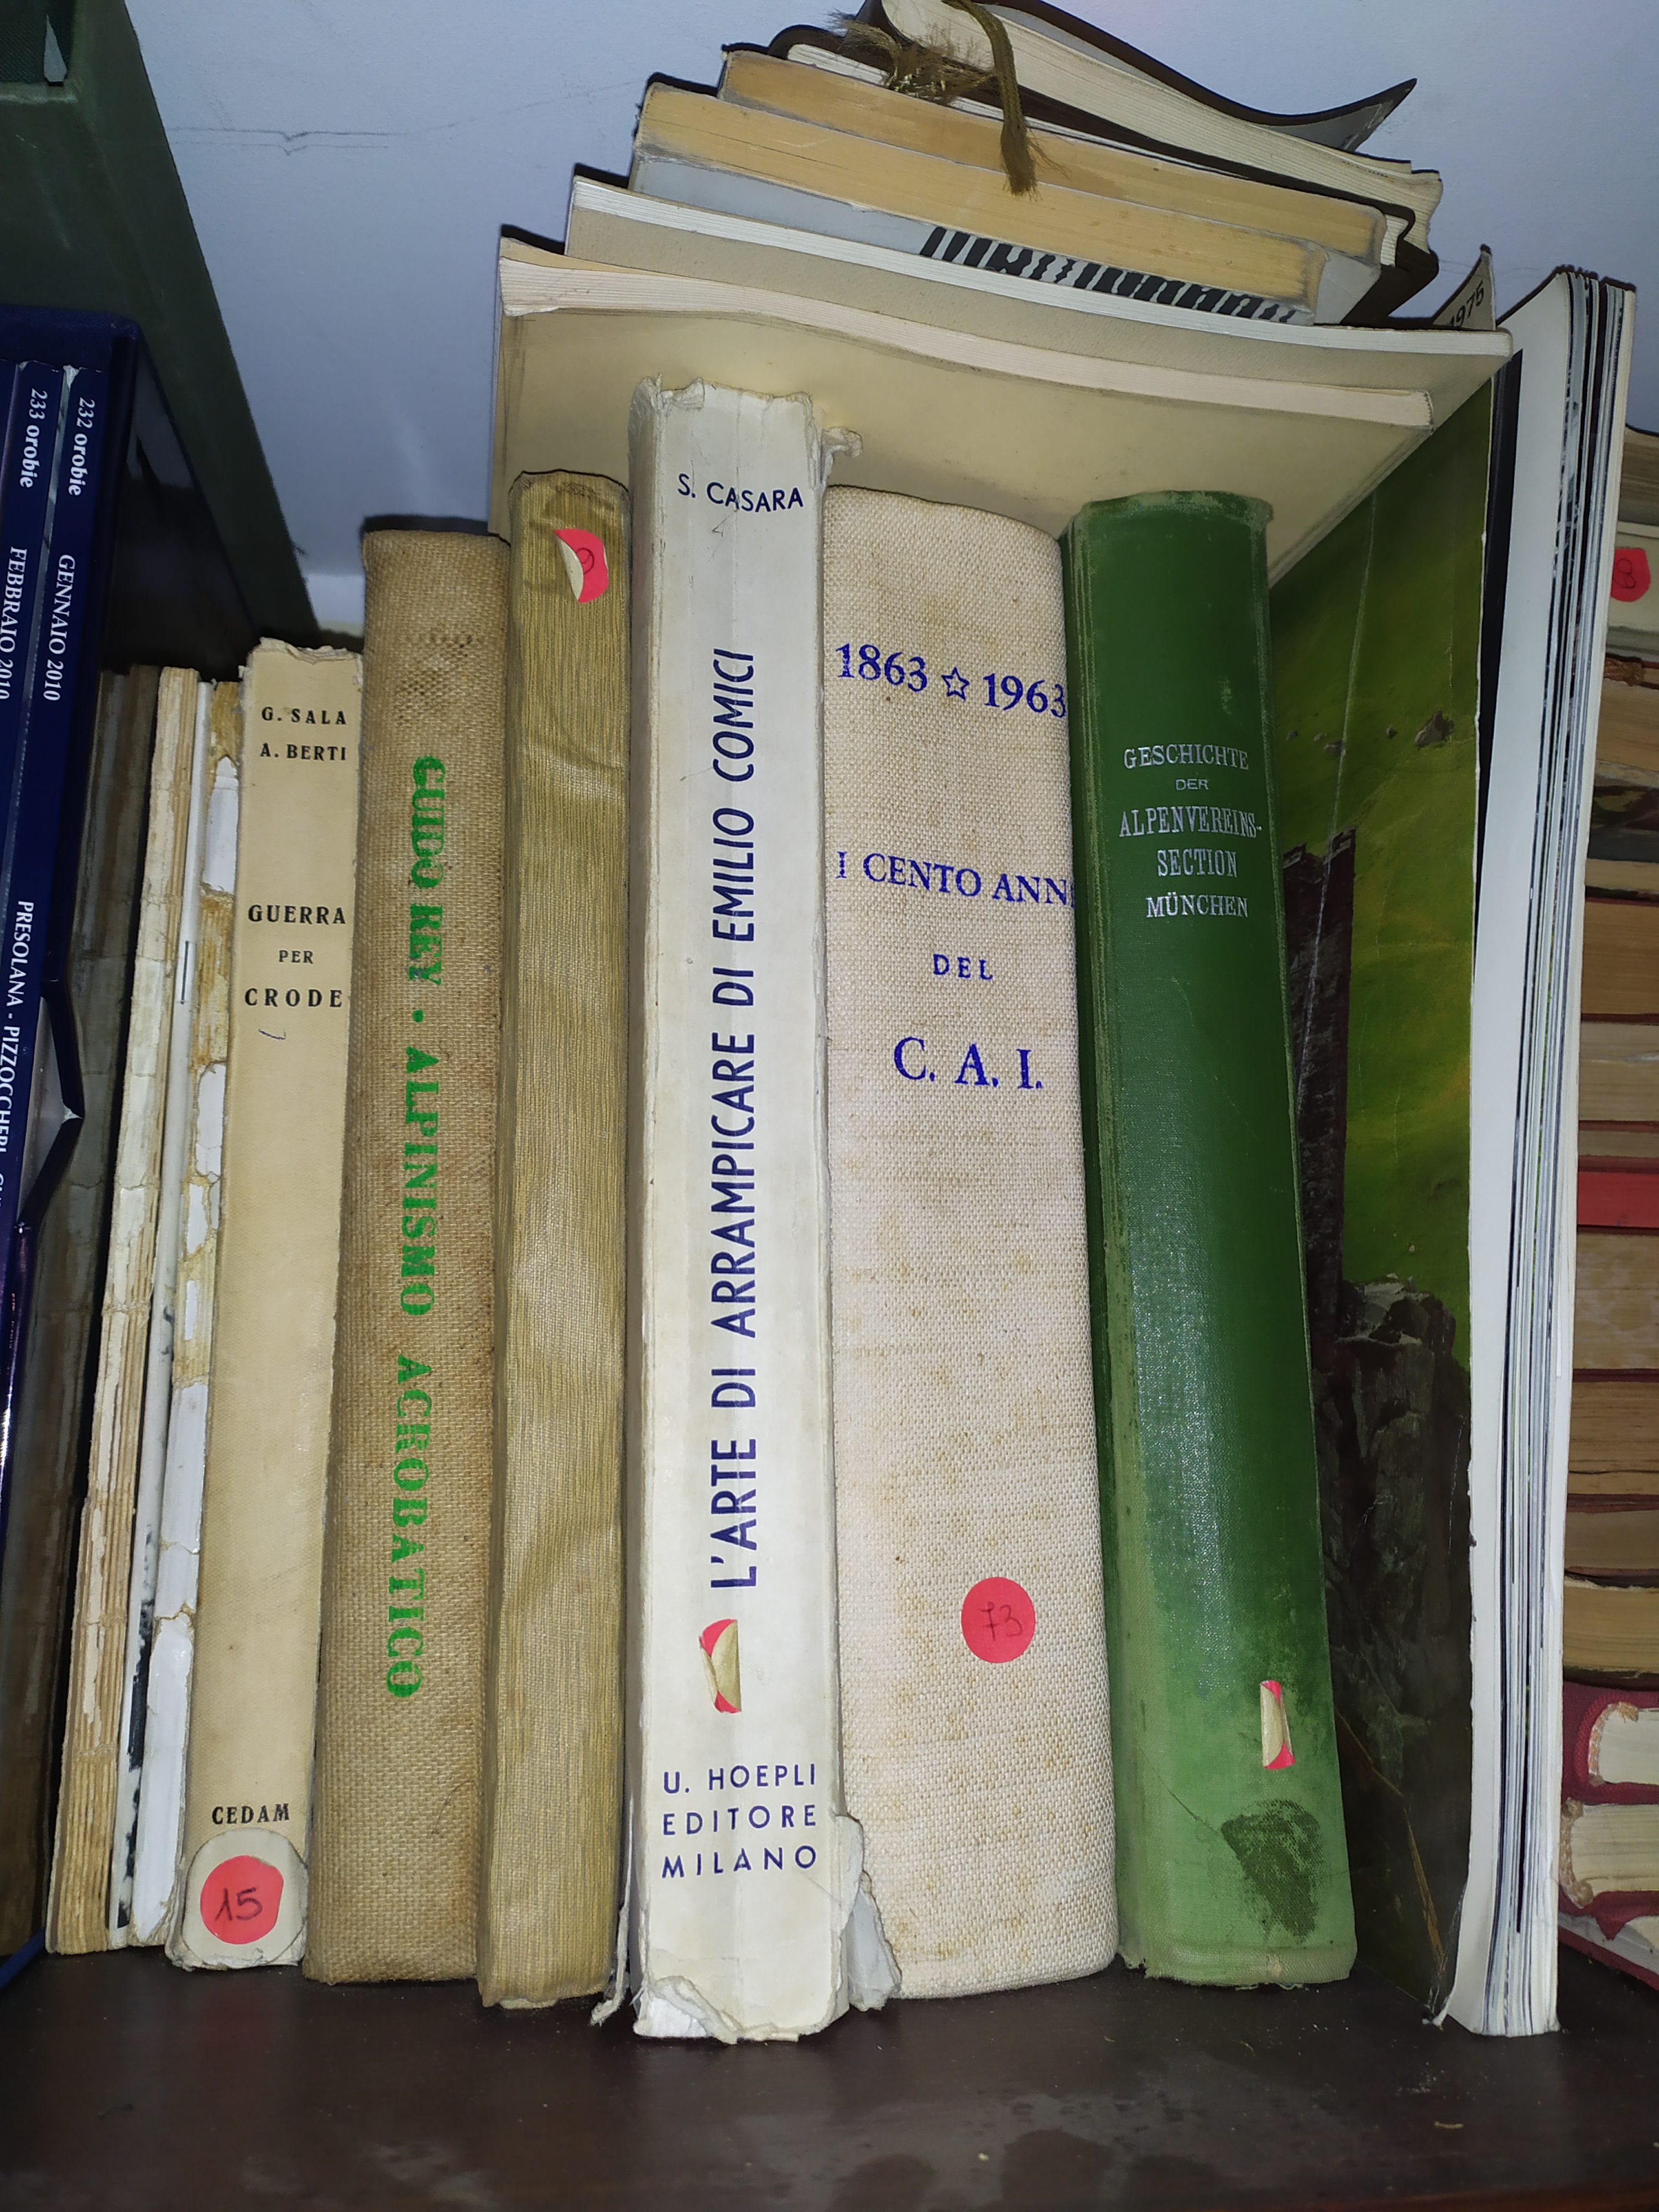 233 orobie
FEBBRAIO 2010
232 orobie
GENNAIO 2010
PRESOLANA - PIZZOCCHERI
G. SALA
A. BERTI
GUERRA
PER
CRODE
CEDAM
15
GUIDO REY • ALPINISMO ACROBATICO
9
S. CASARA
L'ARTE DI ARRAMPICARE DI EMILIO COMICI
U. HOEPLI
EDITORE
MILANO
1863 ☆ 1963
I CENTO ANNI
DEL
C. A. I.
73
GESCHICHTE
DER
ALPENVEREINS-
SECTION
MÜNCHEN
1975